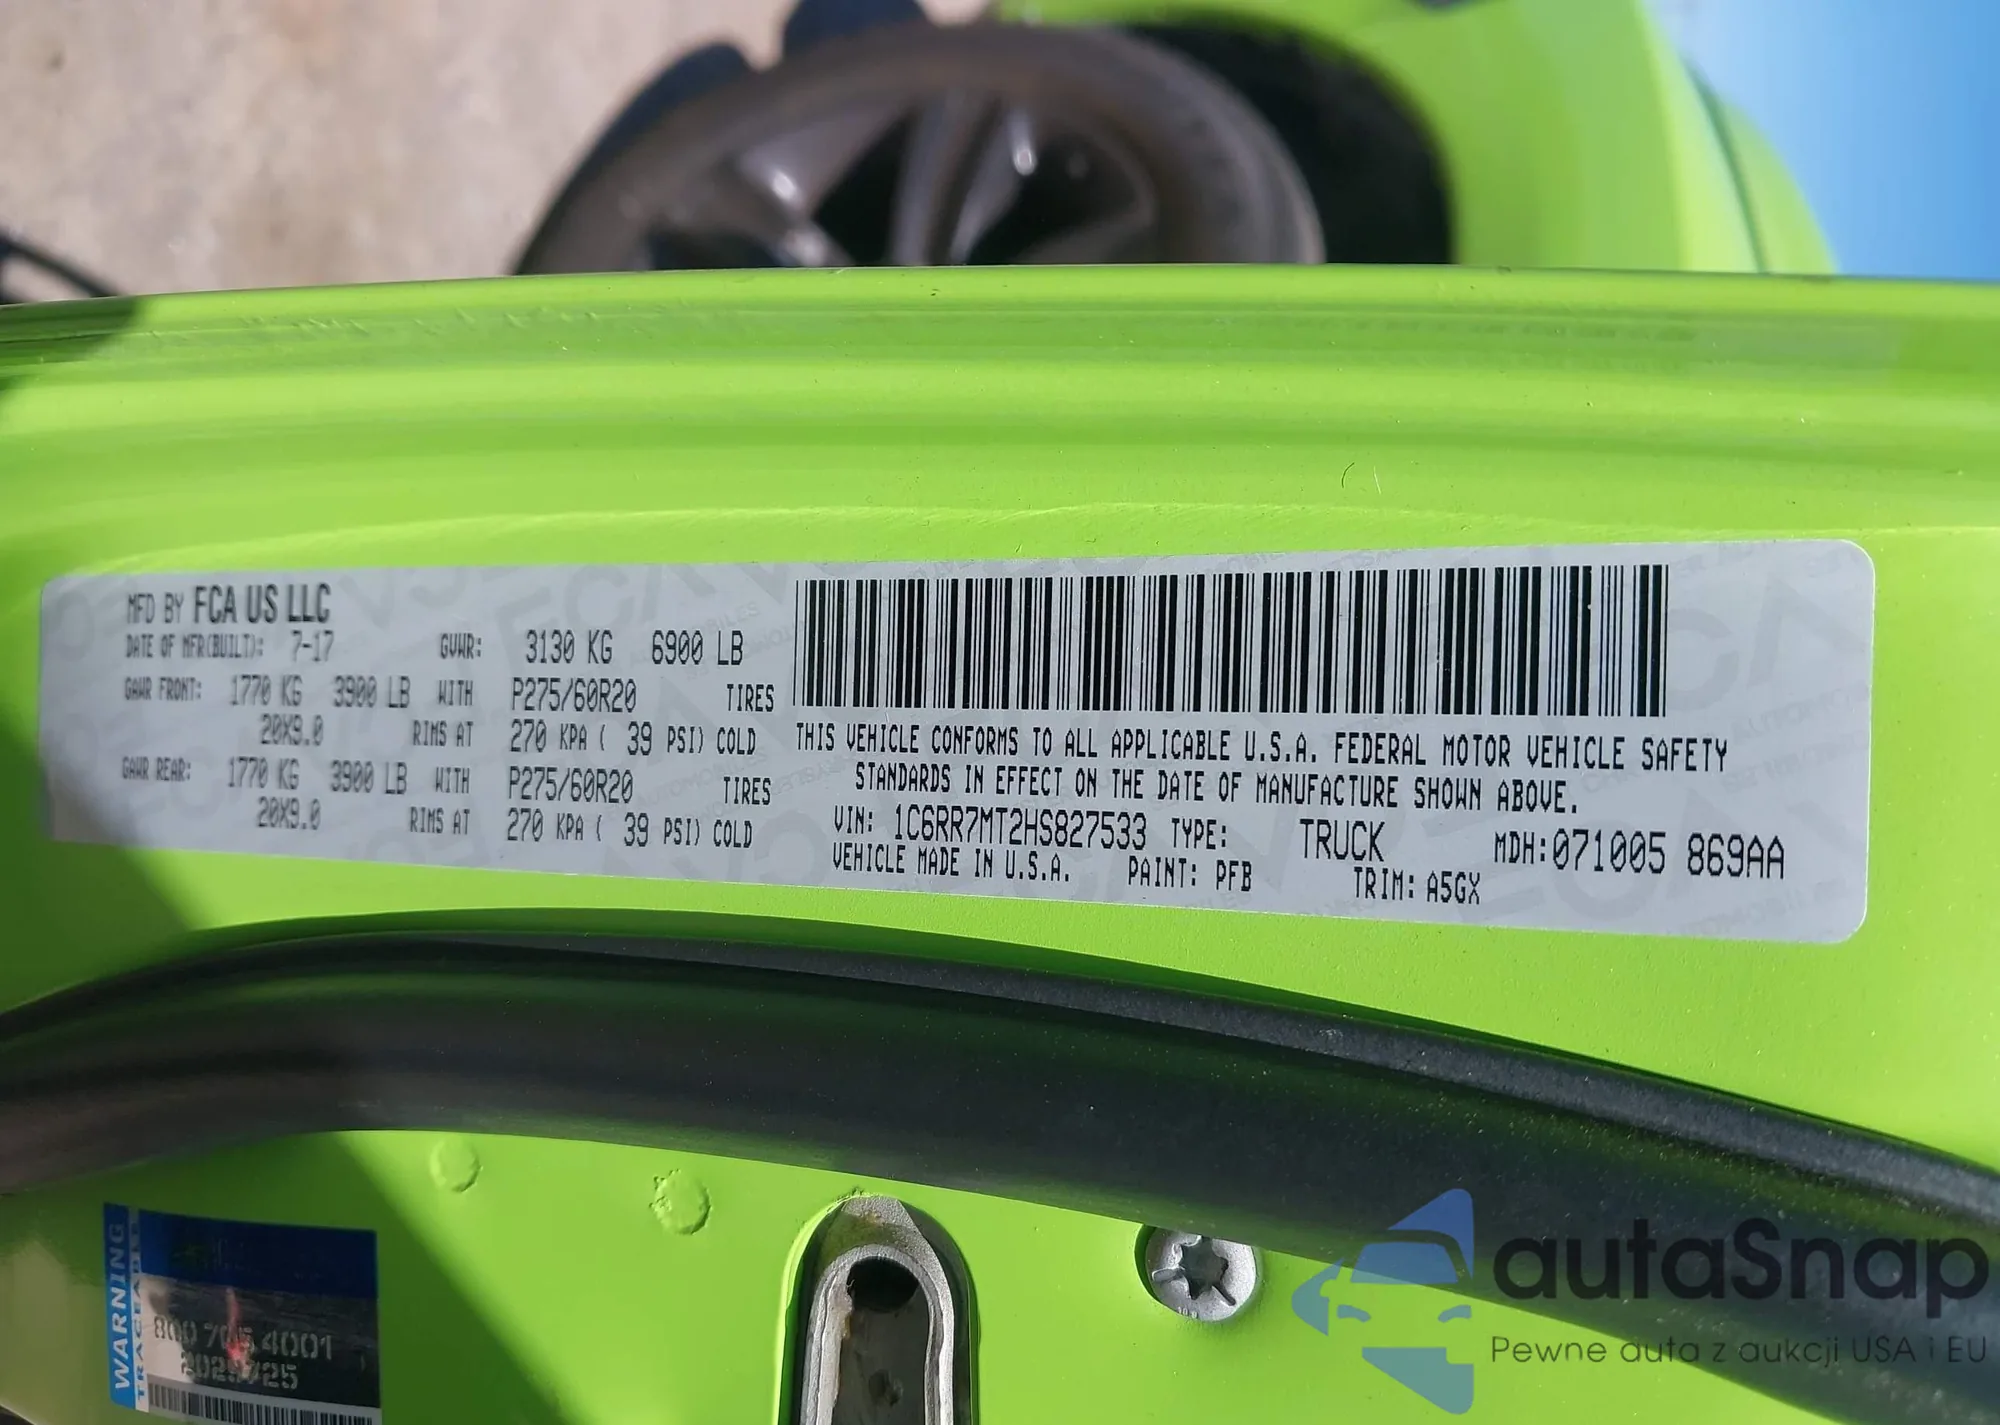 MFD BY FCA US LLC
DATE OF MFR(BUILT): 7-17 GVWR: 3130 KG 6900 LB
GAWR FRONT: 1770 KG 3900 LB WITH P275/60R20 TIRES
20X9.0 RIMS AT 270 KPA ( 39 PSI) COLD
GAWR REAR: 1770 KG 3900 LB WITH P275/60R20 TIRES
20X9.0 RIMS AT 270 KPA ( 39 PSI) COLD
THIS VEHICLE CONFORMS TO ALL APPLICABLE U.S.A. FEDERAL MOTOR VEHICLE SAFETY
STANDARDS IN EFFECT ON THE DATE OF MANUFACTURE SHOWN ABOVE.
VIN: 1C6RR7MT2HS827533 TYPE: TRUCK MDH:071005 869AA
VEHICLE MADE IN U.S.A. PAINT: PFB TRIM: A5GX
WARNING
TRACEABLE
4001
10.9
autaSnap
Pewne auta z aukcji USA i EU